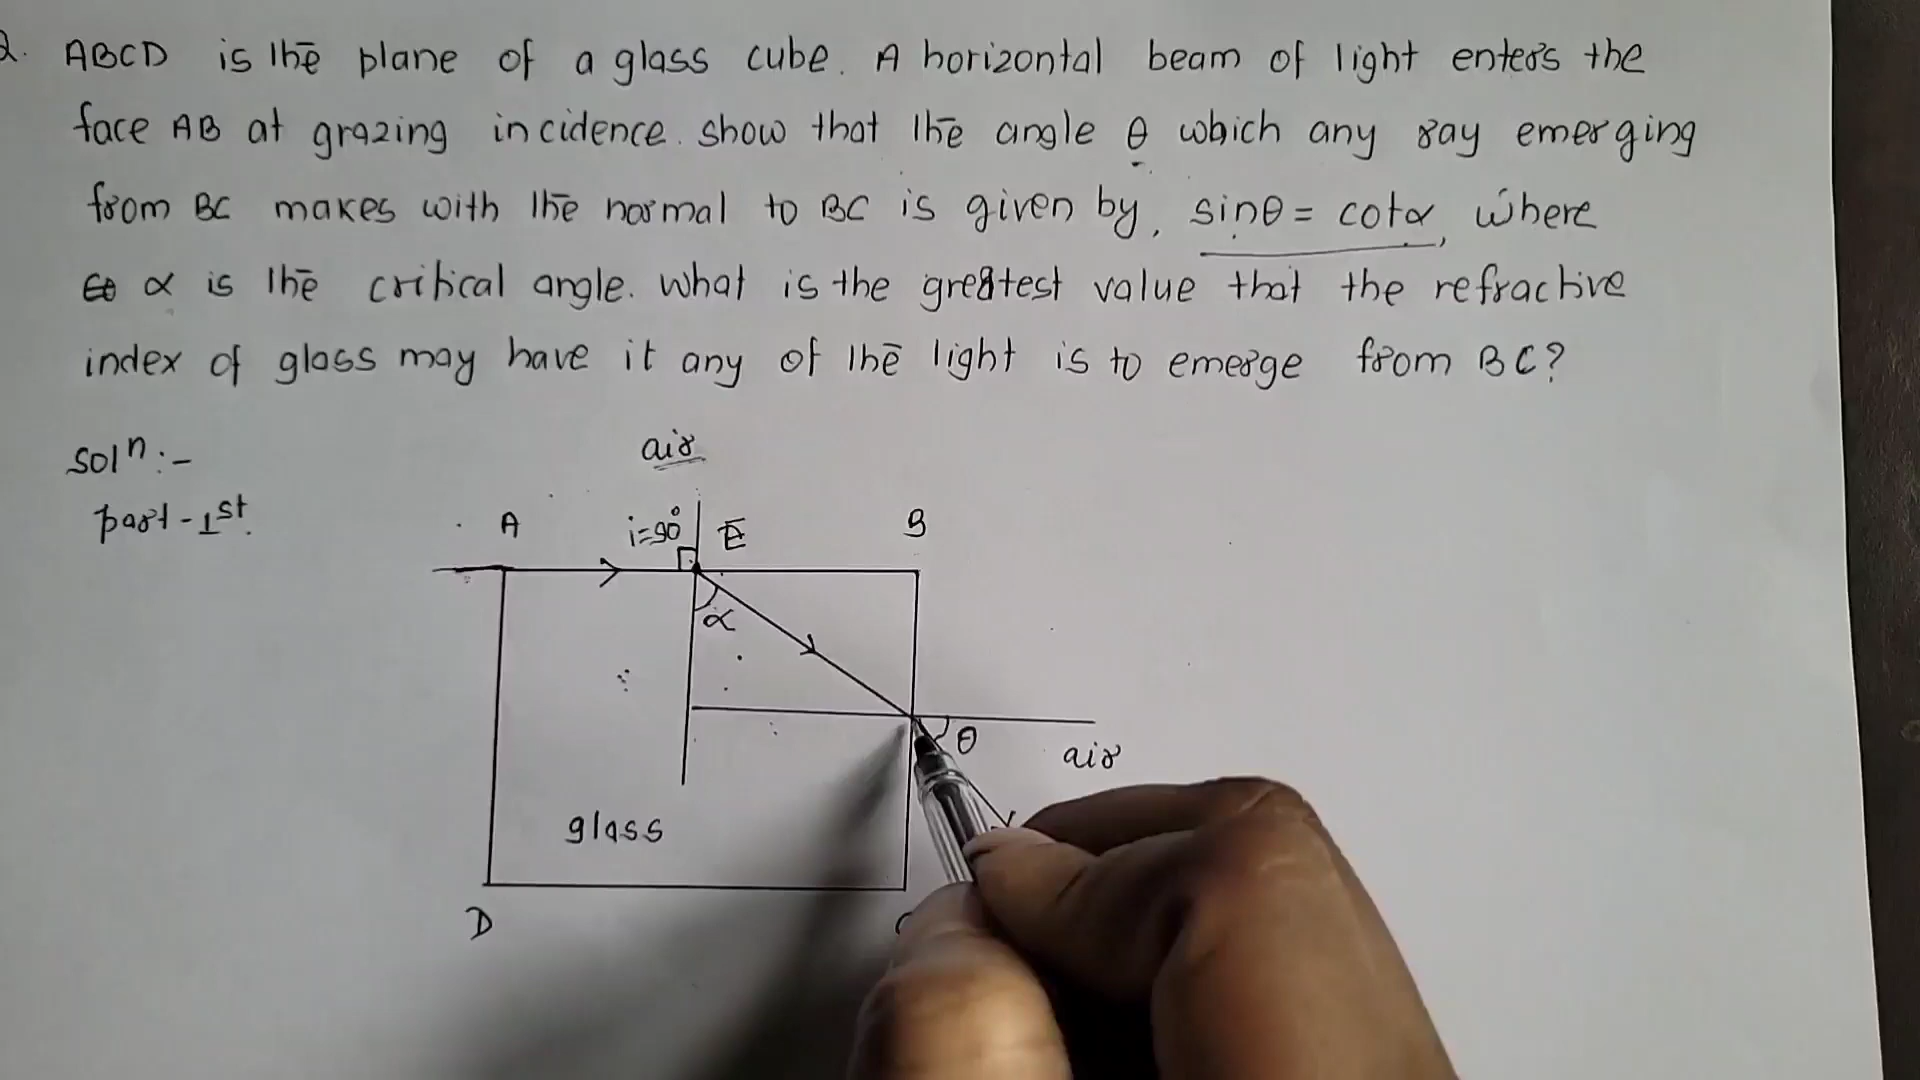 2. ABCD is the plane of a glass cube. A horizontal beam of light enters the
face AB at grazing incidence. show that the angle θ which any ray emerging
from BC makes with the normal to BC is given by, sinθ = cotα, where
α is the critical angle. What is the greatest value that the refractive
index of glass may have it any of the light is to emerge from BC?
Solⁿ:-
air
part-1st.
A i=90° E B
α
θ
air
glass
D